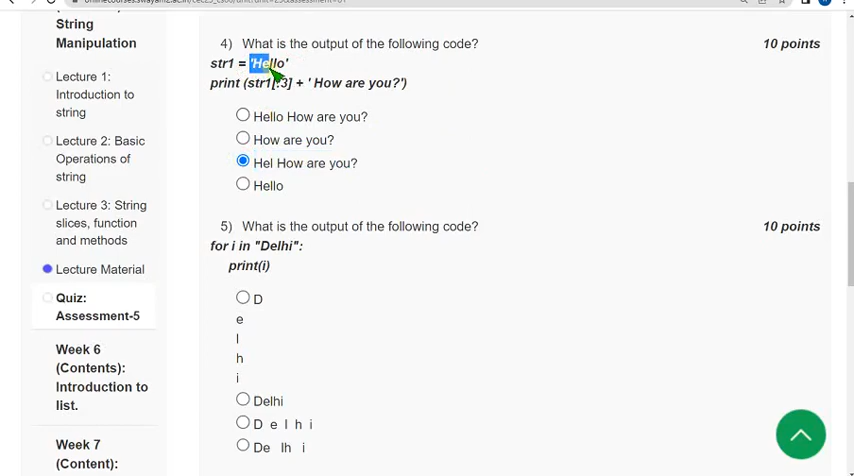 String
Manipulation
Lecture 1:
Introduction to
string
Lecture 2: Basic
Operations of
string
Lecture 3: String
slices, function
and methods
Lecture Material
Quiz:
Assessment-5
Week 6
(Contents):
Introduction to
list.
Week 7
(Content):
4) What is the output of the following code?
10 points
str1 = 'Hello'
print (str1[:3] + ' How are you?')
Hello How are you?
How are you?
Hel How are you?
Hello
5) What is the output of the following code?
10 points
for i in "Delhi":
print(i)
D
e
l
h
i
Delhi
D e l h i
De lh i